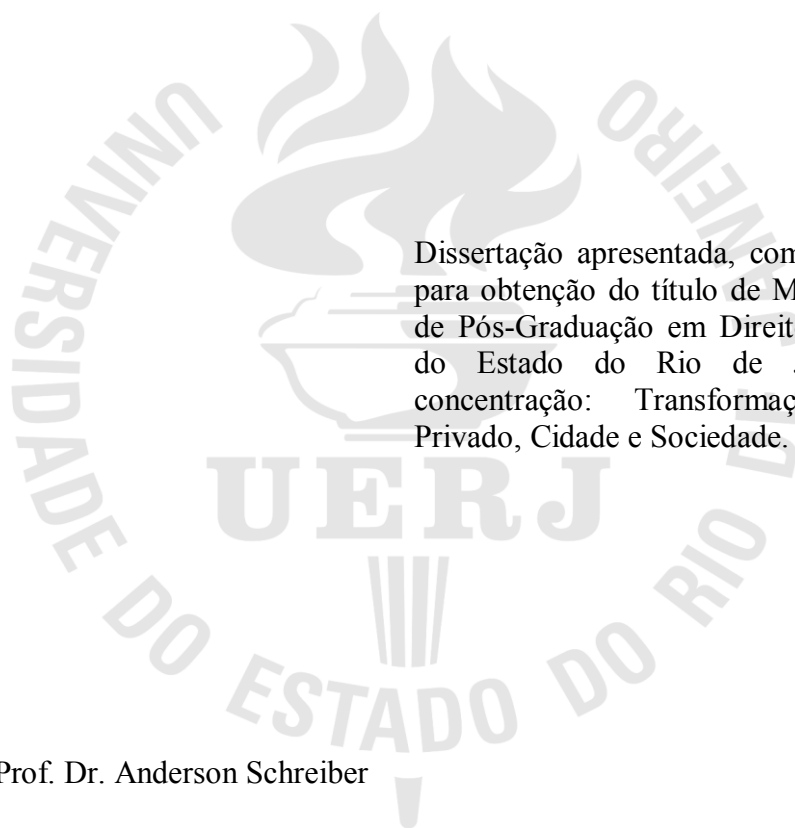 UNIVERSIDADE DO ESTADO DO RIO DE JANEIRO
Dissertação apresentada, com
para obtenção do título de M
de Pós-Graduação em Direit
do Estado do Rio de
concentração: Transformaç
Privado, Cidade e Sociedade.
UERJ
Prof. Dr. Anderson Schreiber